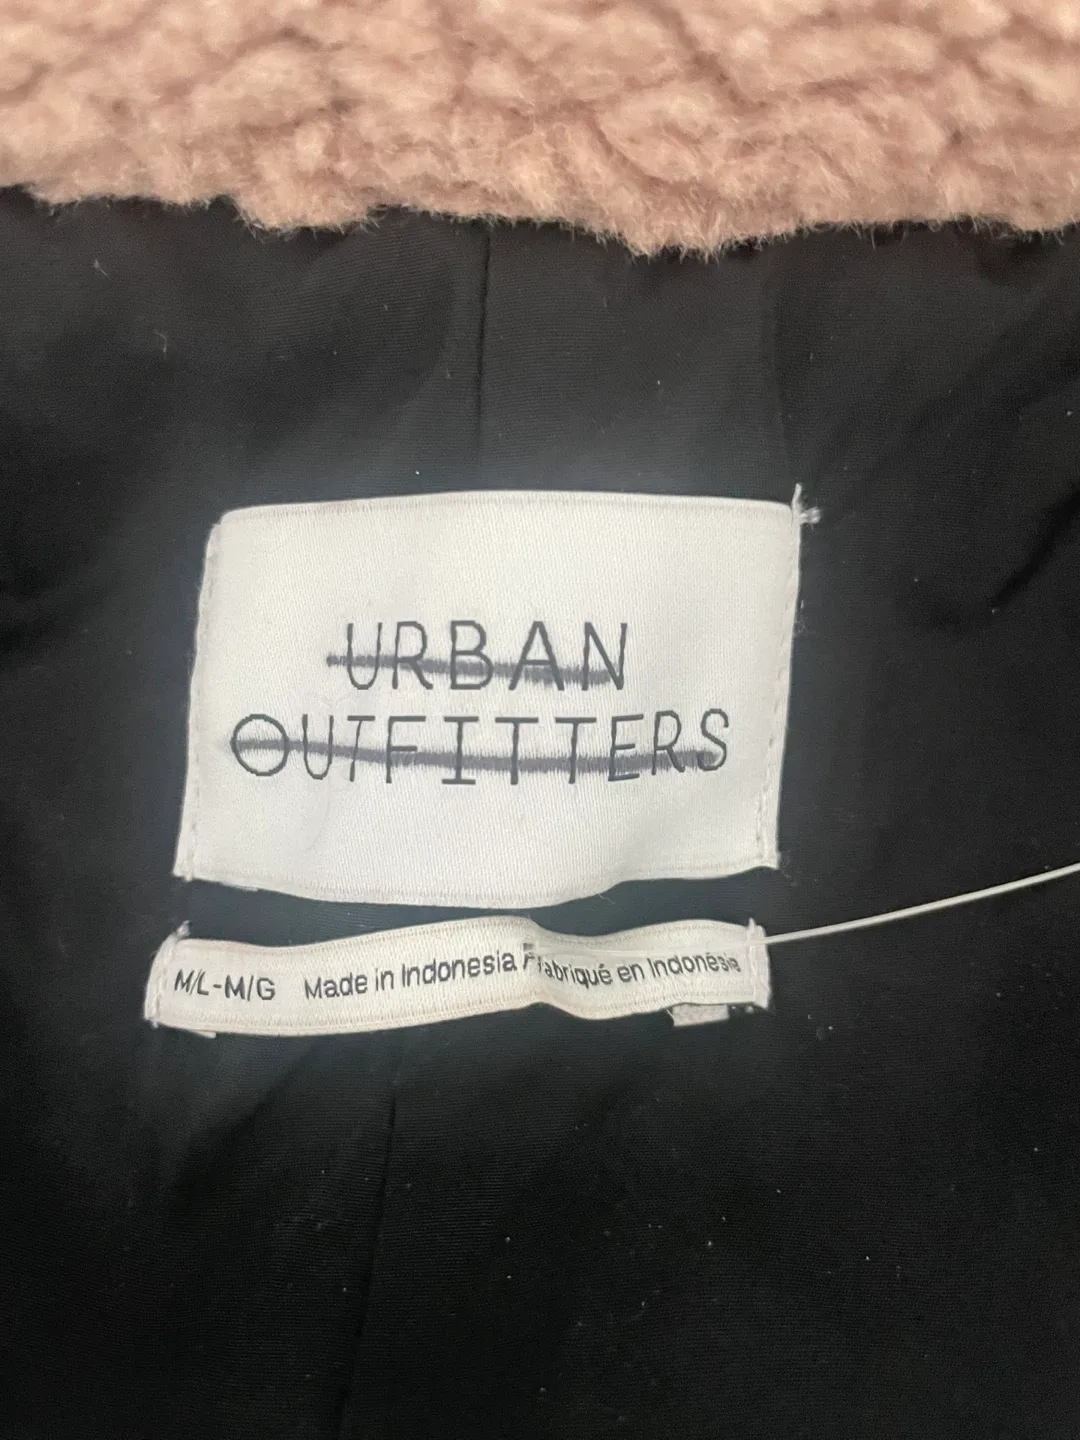 URBAN
OUTFITTERS
M/L-M/G Made in Indonesia Fabriqué en Indonésie